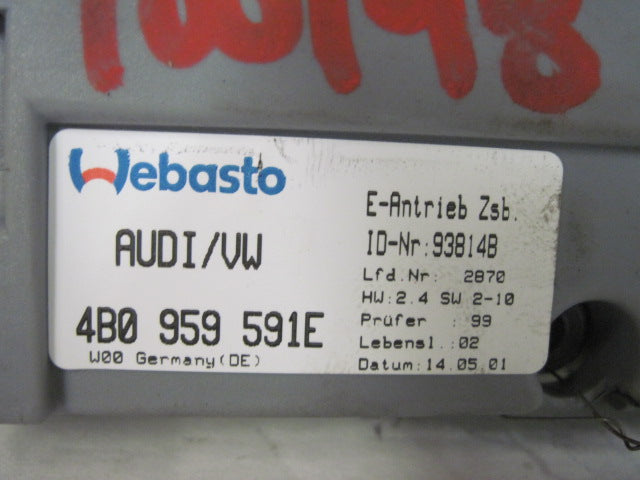 Webasto
AUDI/VW
4B0 959 591E
W00 Germany(DE)
E-Antrieb Zsb.
ID-Nr:93814B
Lfd.Nr: 2870
HW:2.4 SW 2-10
Prüfer : 99
Lebensl.:02
Datum:14.05.01